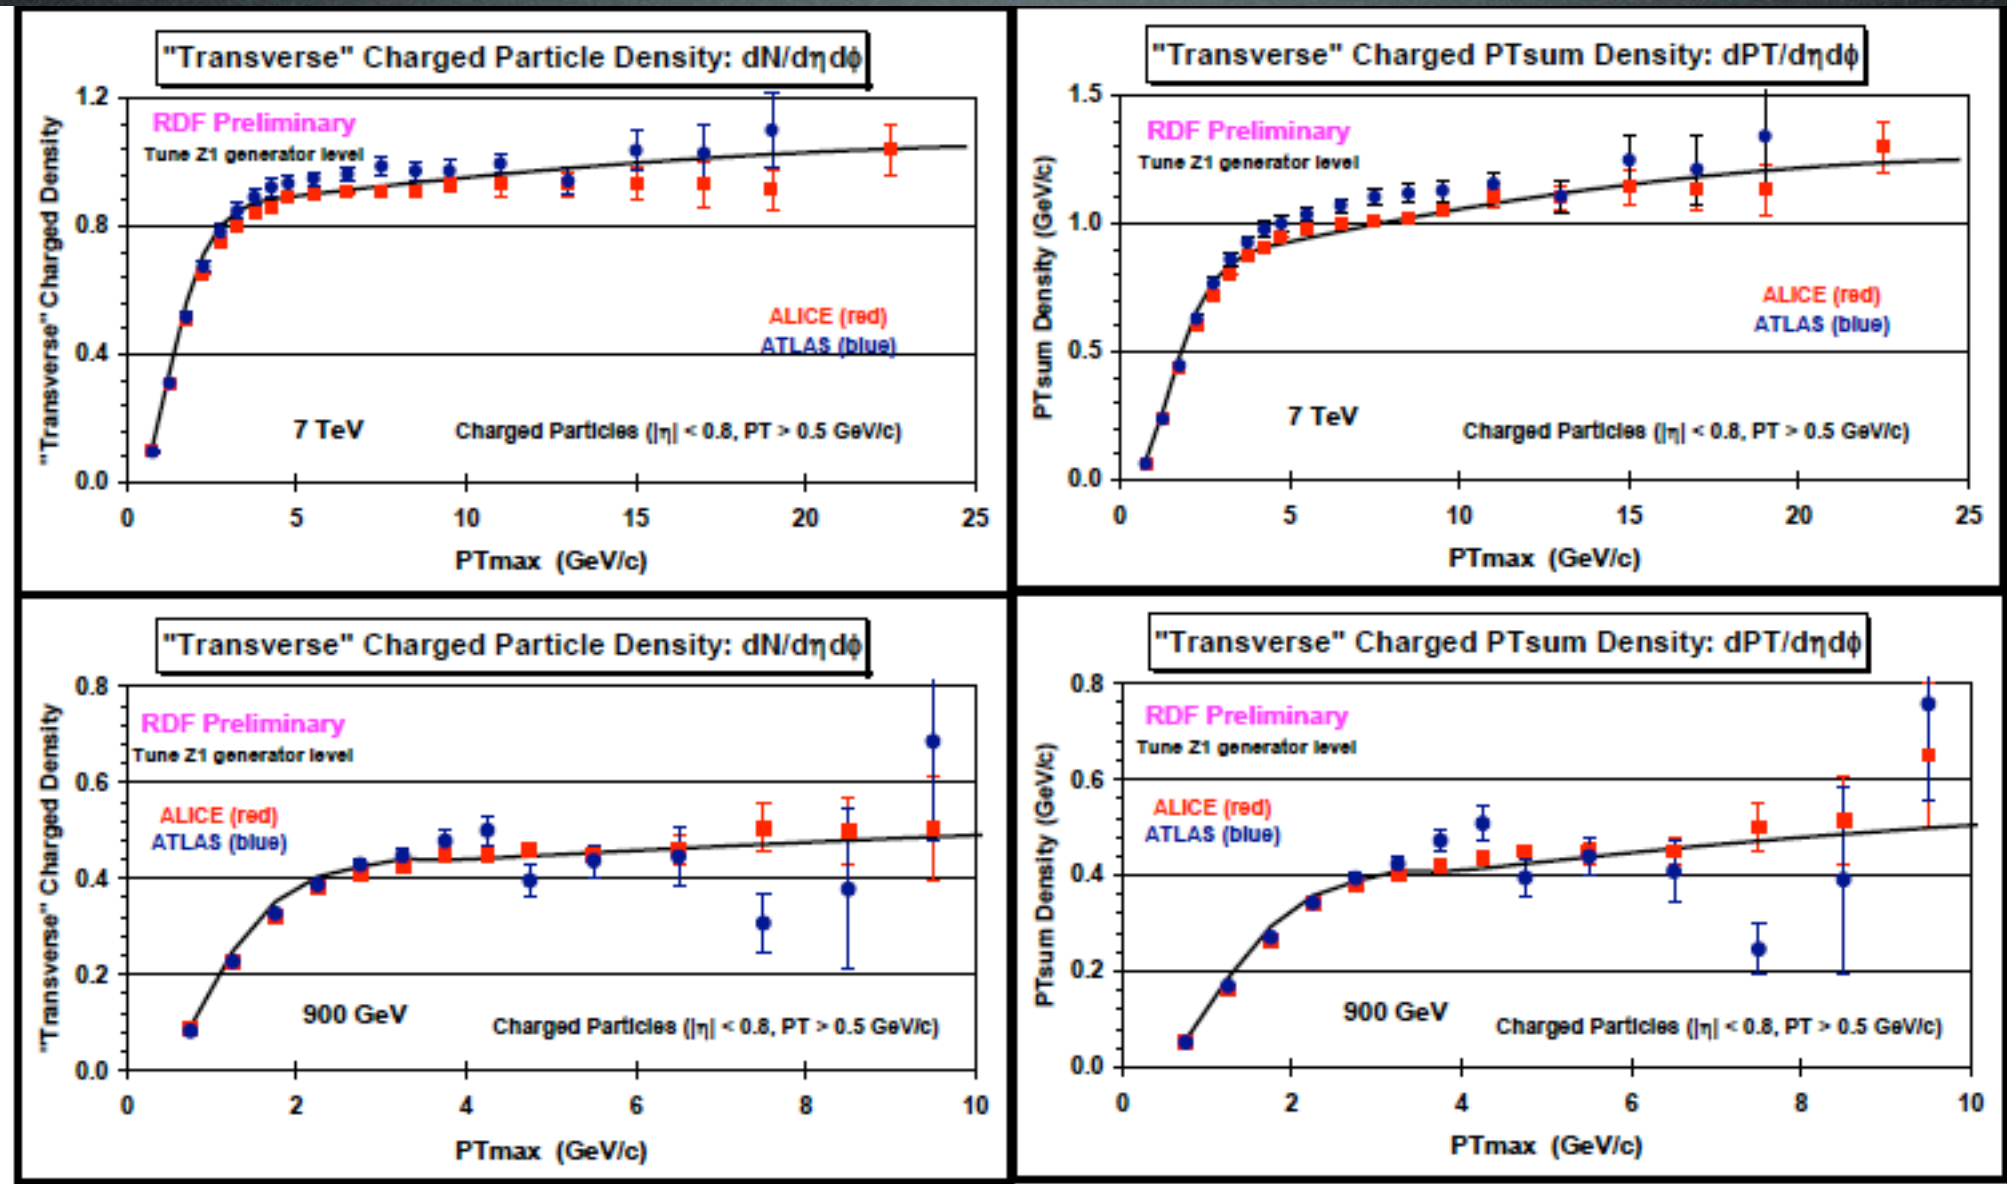 "Transverse" Charged Particle Density: dN/dηdϕ
"Transverse" Charged Density
1.2
0.8
0.4
0.0
RDF Preliminary
Tune Z1 generator level
ALICE (red)
ATLAS (blue)
7 TeV
Charged Particles (|η| < 0.8, PT > 0.5 GeV/c)
0 5 10 15 20 25
PTmax (GeV/c)
"Transverse" Charged PTsum Density: dPT/dηdϕ
PTsum Density (GeV/c)
1.5
1.0
0.5
0.0
RDF Preliminary
Tune Z1 generator level
ALICE (red)
ATLAS (blue)
7 TeV
Charged Particles (|η| < 0.8, PT > 0.5 GeV/c)
0 5 10 15 20 25
PTmax (GeV/c)
"Transverse" Charged Particle Density: dN/dηdϕ
"Transverse" Charged Density
0.8
0.6
0.4
0.2
0.0
RDF Preliminary
Tune Z1 generator level
ALICE (red)
ATLAS (blue)
900 GeV
Charged Particles (|η| < 0.8, PT > 0.5 GeV/c)
0 2 4 6 8 10
PTmax (GeV/c)
"Transverse" Charged PTsum Density: dPT/dηdϕ
PTsum Density (GeV/c)
0.8
0.6
0.4
0.2
0.0
RDF Preliminary
Tune Z1 generator level
ALICE (red)
ATLAS (blue)
900 GeV
Charged Particles (|η| < 0.8, PT > 0.5 GeV/c)
0 2 4 6 8 10
PTmax (GeV/c)